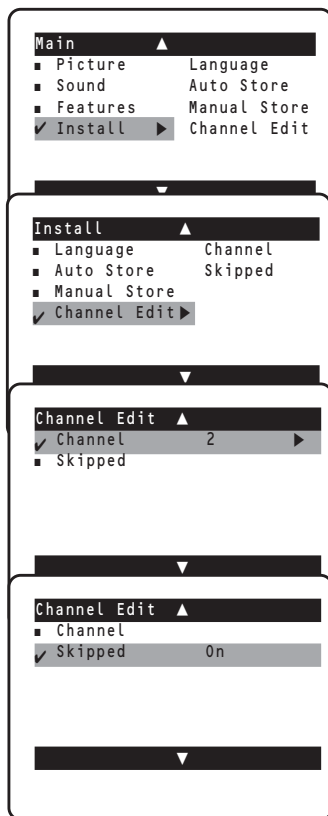 Main ▲
■ Picture Language
■ Sound Auto Store
■ Features Manual Store
✔ Install ▶ Channel Edit
▼
Install ▲
■ Language Channel
■ Auto Store Skipped
■ Manual Store
✔ Channel Edit ▶
▼
Channel Edit ▲
✔ Channel 2 ▶
■ Skipped
▼
Channel Edit ▲
■ Channel
✔ Skipped On
▼